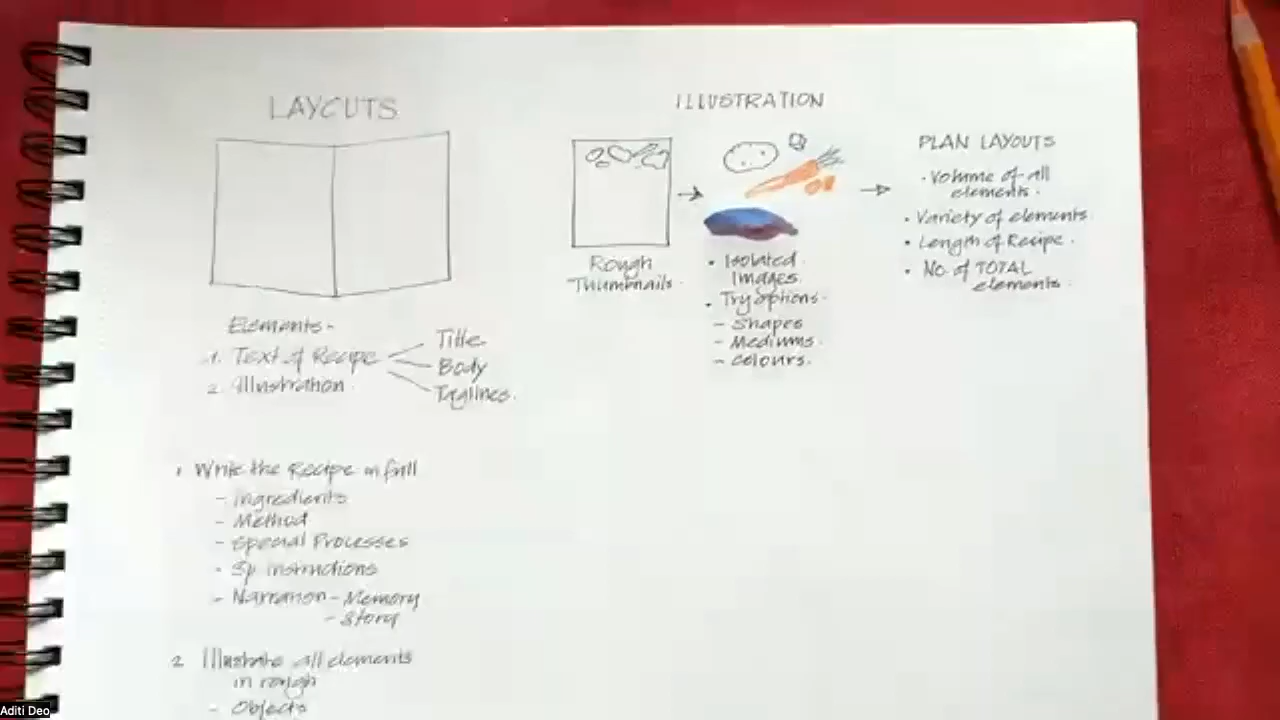 LAYOUTS
Elements -
1. Text of Recipe
Title
Body
Taglines.
2. Illustration.
1 Write the Recipe in full
- Ingredients
- Method
- Special Processes
- Sp. instructions
- Narration - Memory
- Story
2 Illustrate all elements
in rough
- Objects
ILLUSTRATION
Rough
Thumbnails.
• Isolated
Images.
• Try options.
- Shapes
- Mediums.
- Colours.
PLAN LAYOUTS
• Volume of all
elements.
• Variety of elements.
• Length of Recipe.
• No. of TOTAL
elements.
Aditi Deo